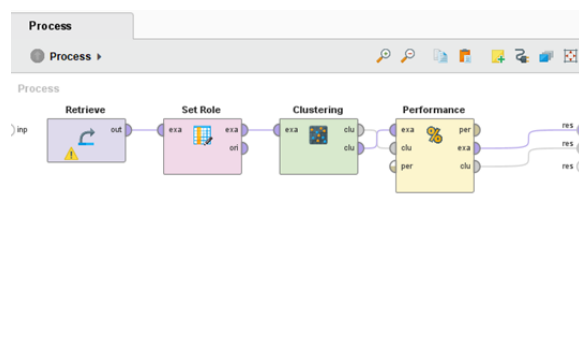 Process
Process
Process
Retrieve
Set Role
Clustering
Performance
inp
out
exa
exa
ori
exa
clu
clu
exa
per
clu
exa
per
clu
res
res
res